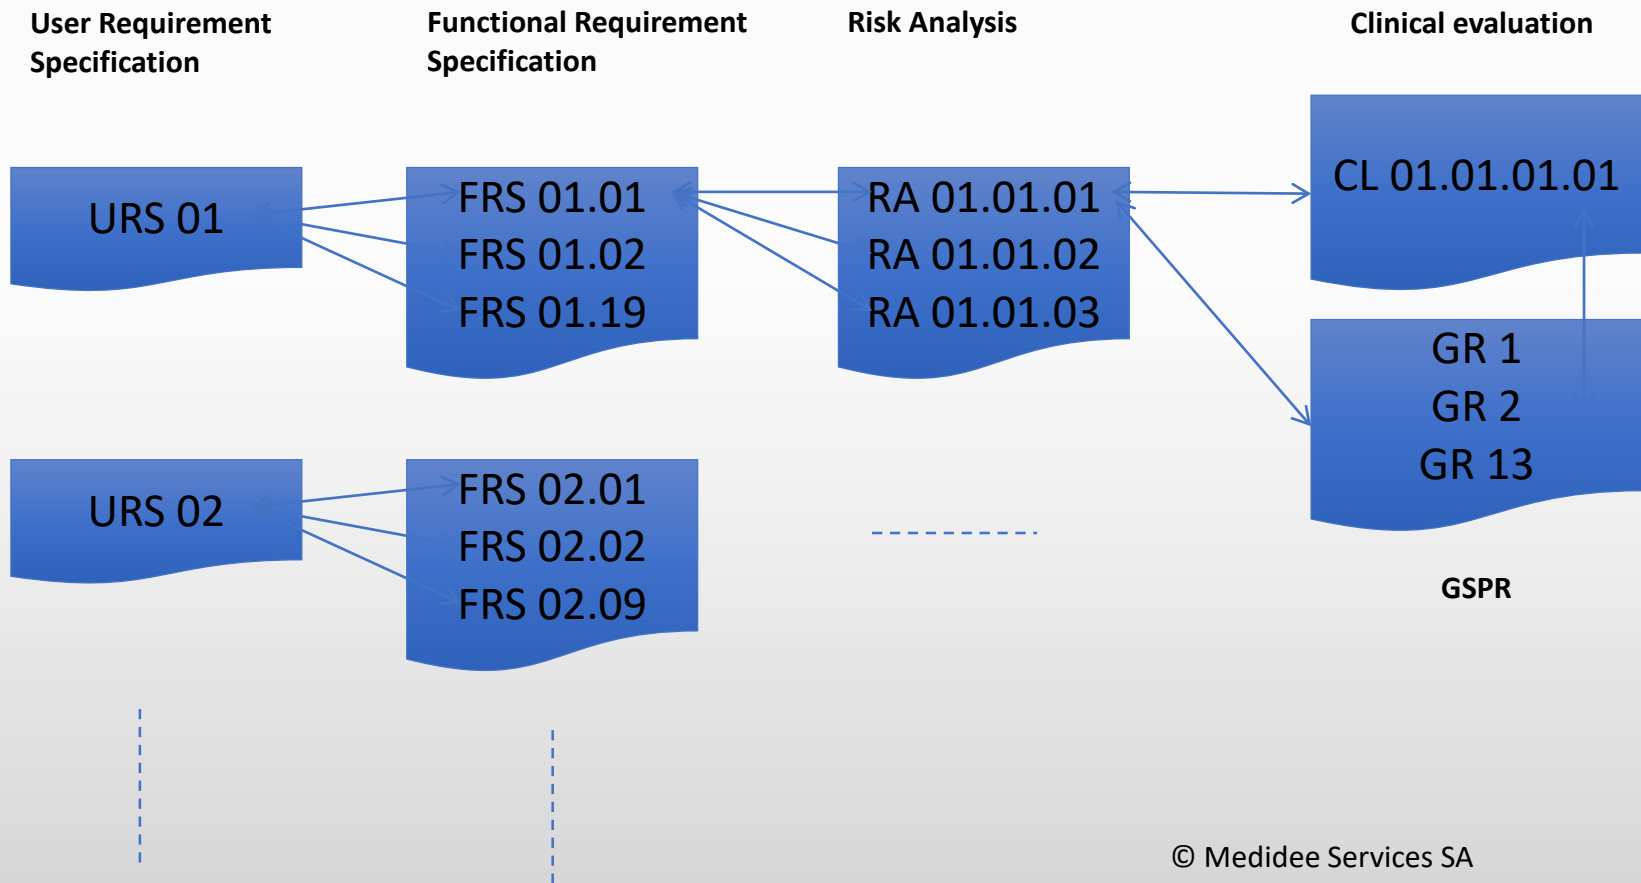 User Requirement
Specification
Functional Requirement
Specification
Risk Analysis
Clinical evaluation
URS 01
FRS 01.01
FRS 01.02
FRS 01.19
RA 01.01.01
RA 01.01.02
RA 01.01.03
CL 01.01.01.01
GR 1
GR 2
GR 13
GSPR
URS 02
FRS 02.01
FRS 02.02
FRS 02.09
© Medidee Services SA